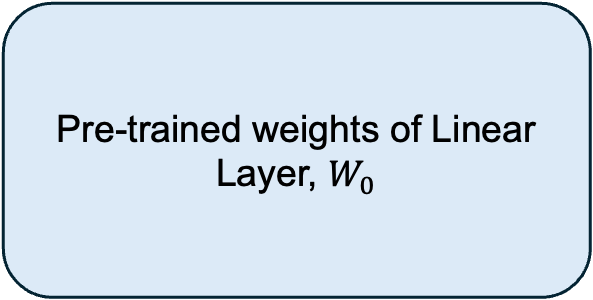 Pre-trained weights of Linear
Layer, W₀